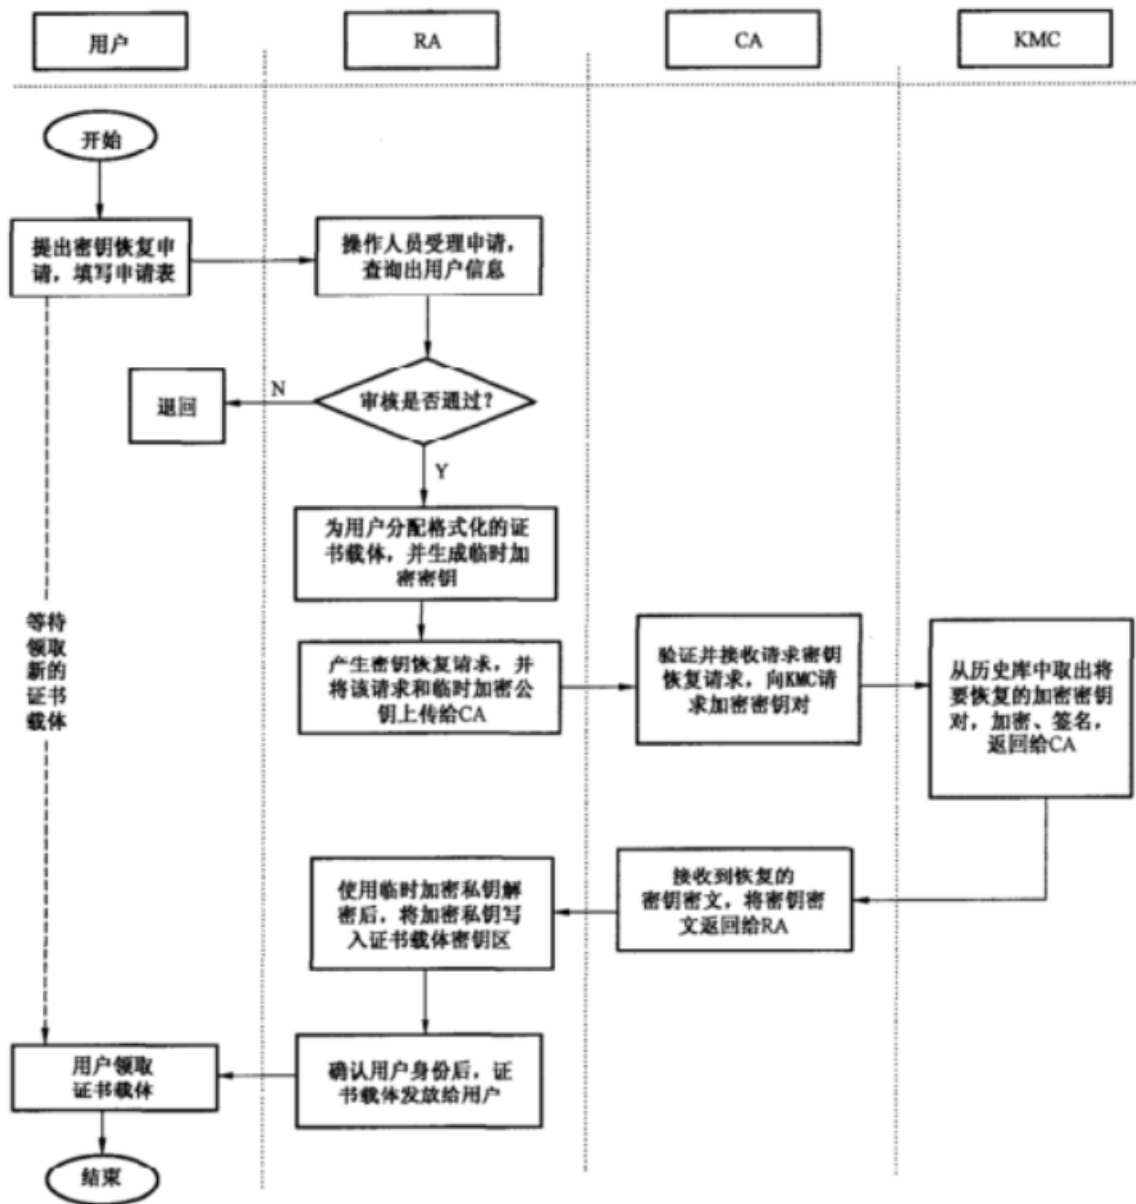 用户
RA
CA
KMC
开始
提出密钥恢复申
请，填写申请表
操作人员受理申请，
查询出用户信息
审核是否通过?
N
退回
Y
为用户分配格式化的证
书载体，并生成临时加
密密钥
等待
领取
新的
证书
载体
产生密钥恢复请求，并
将该请求和临时加密公
钥上传给CA
验证并接收请求密钥
恢复请求，向KMC请
求加密密钥对
从历史库中取出将
要恢复的加密密钥
对，加密、签名，
返回给CA
接收到恢复的
密钥密文，将密钥密
文返回给RA
使用临时加密私钥解
密后，将加密私钥写
入证书载体密钥区
确认用户身份后，证
书载体发放给用户
用户领取
证书载体
结束